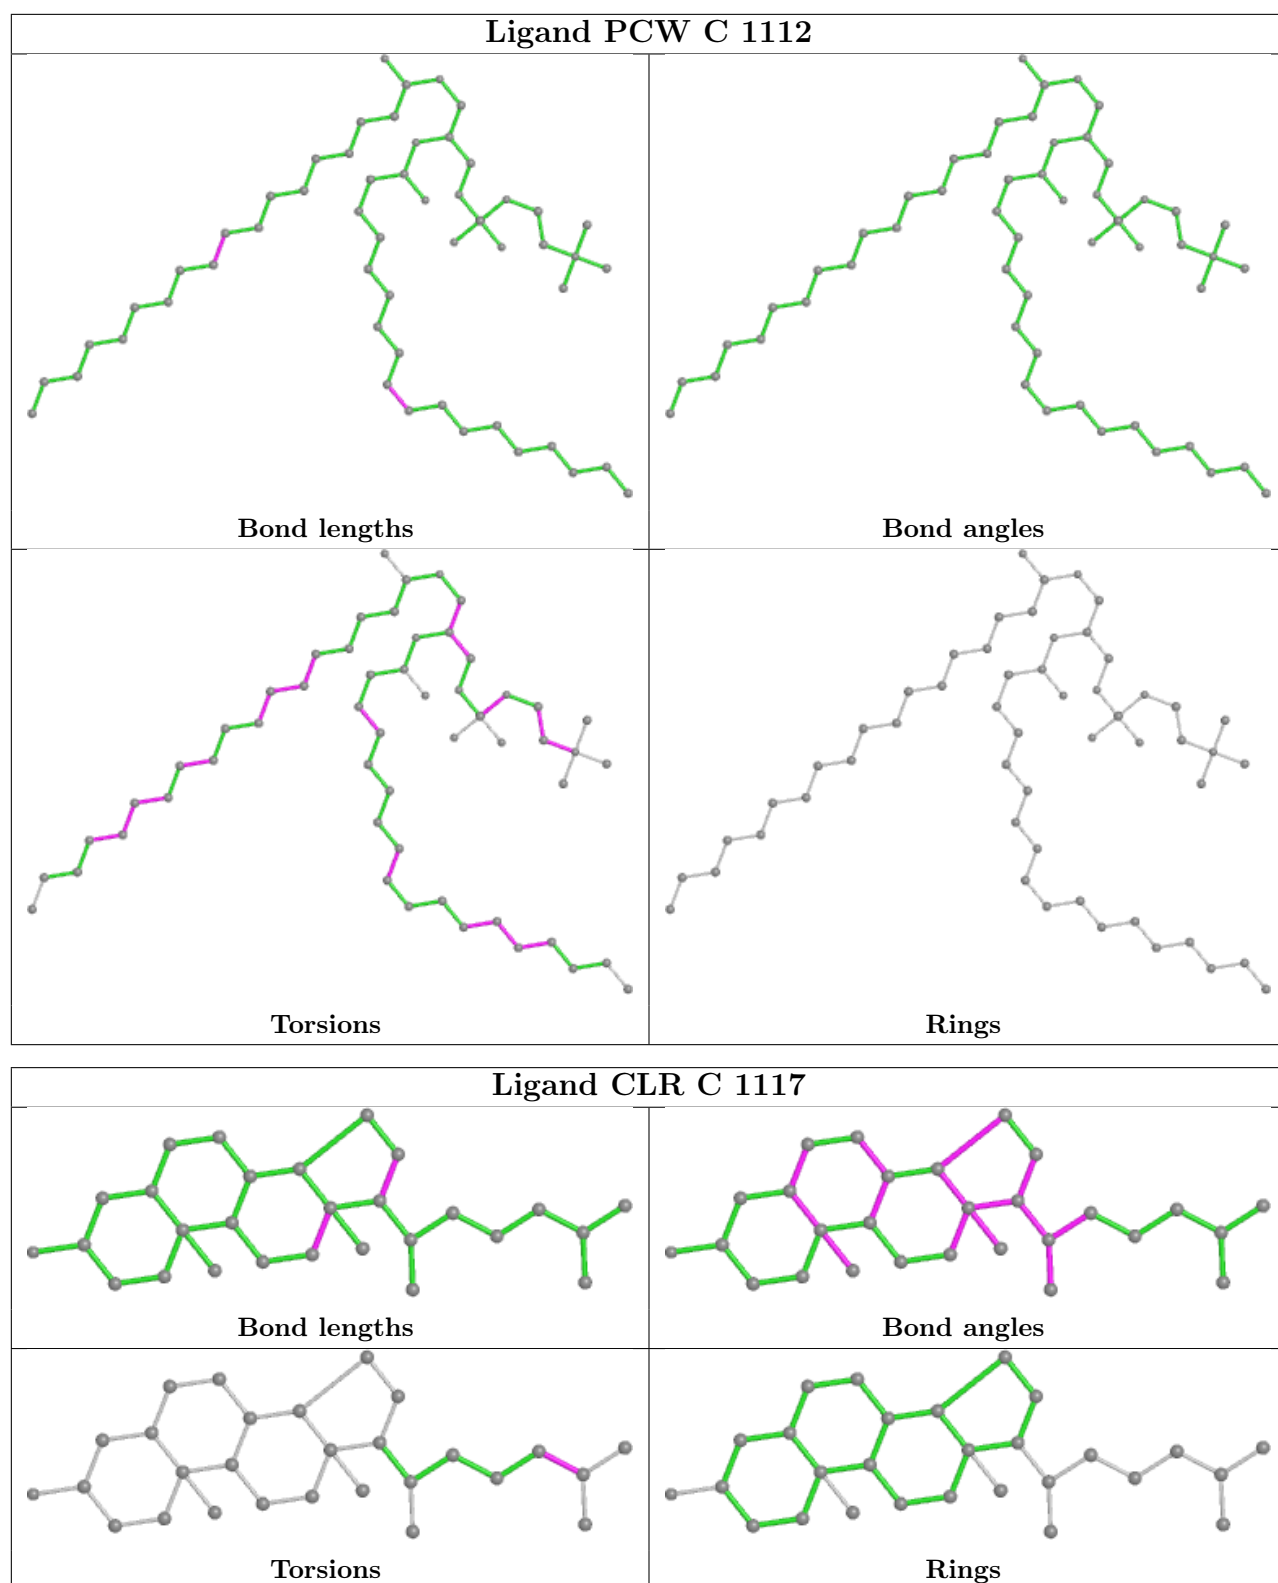 Ligand PCW C 1112
Bond lengths
Bond angles
Torsions
Rings
Ligand CLR C 1117
Bond lengths
Bond angles
Torsions
Rings